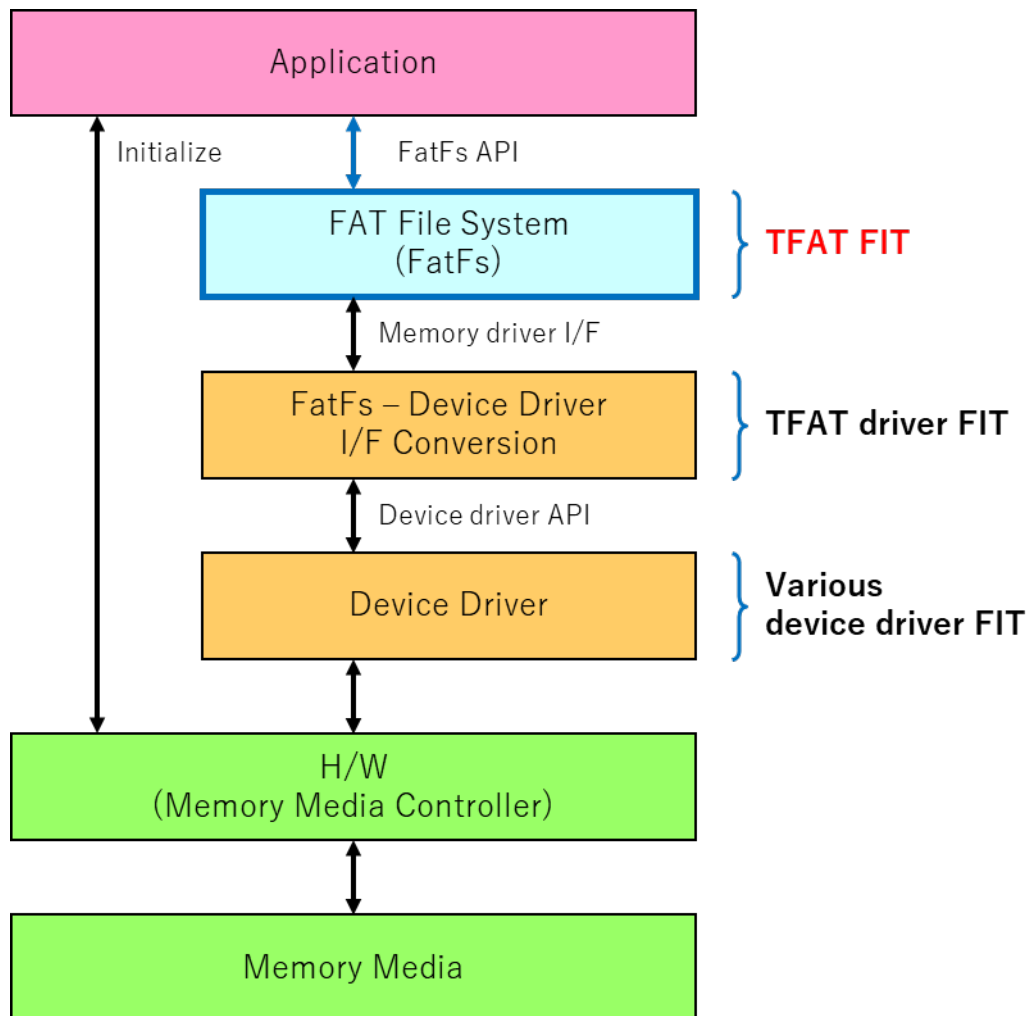 Application
Initialize
FatFs API
FAT File System
(FatFs)
TFAT FIT
Memory driver I/F
FatFs – Device Driver
I/F Conversion
TFAT driver FIT
Device driver API
Device Driver
Various
device driver FIT
H/W
(Memory Media Controller)
Memory Media